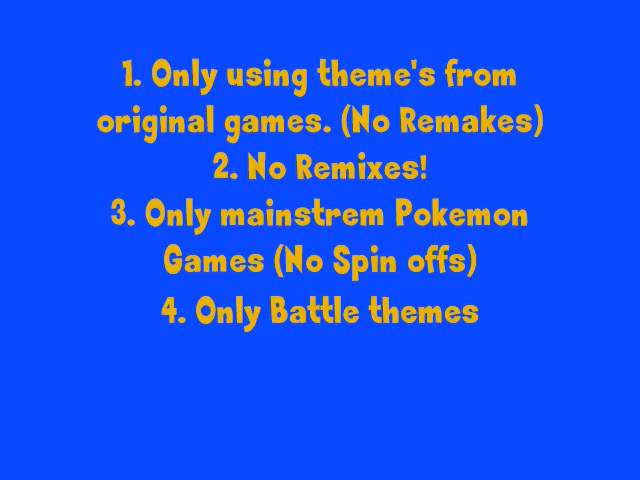 1. Only using theme's from
original games. (No Remakes)
2. No Remixes!
3. Only mainstrem Pokemon
Games (No Spin offs)
4. Only Battle themes